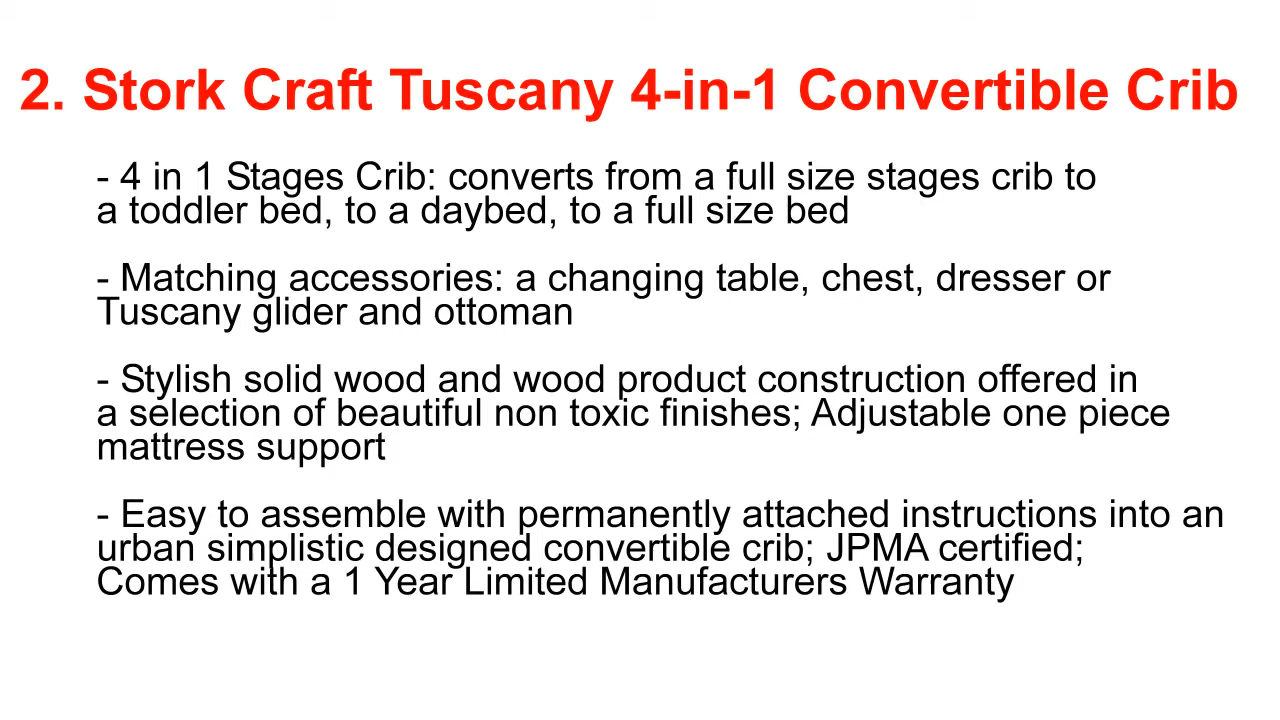 2. Stork Craft Tuscany 4-in-1 Convertible Crib
- 4 in 1 Stages Crib: converts from a full size stages crib to
a toddler bed, to a daybed, to a full size bed
- Matching accessories: a changing table, chest, dresser or
Tuscany glider and ottoman
- Stylish solid wood and wood product construction offered in
a selection of beautiful non toxic finishes; Adjustable one piece
mattress support
- Easy to assemble with permanently attached instructions into an
urban simplistic designed convertible crib; JPMA certified;
Comes with a 1 Year Limited Manufacturers Warranty